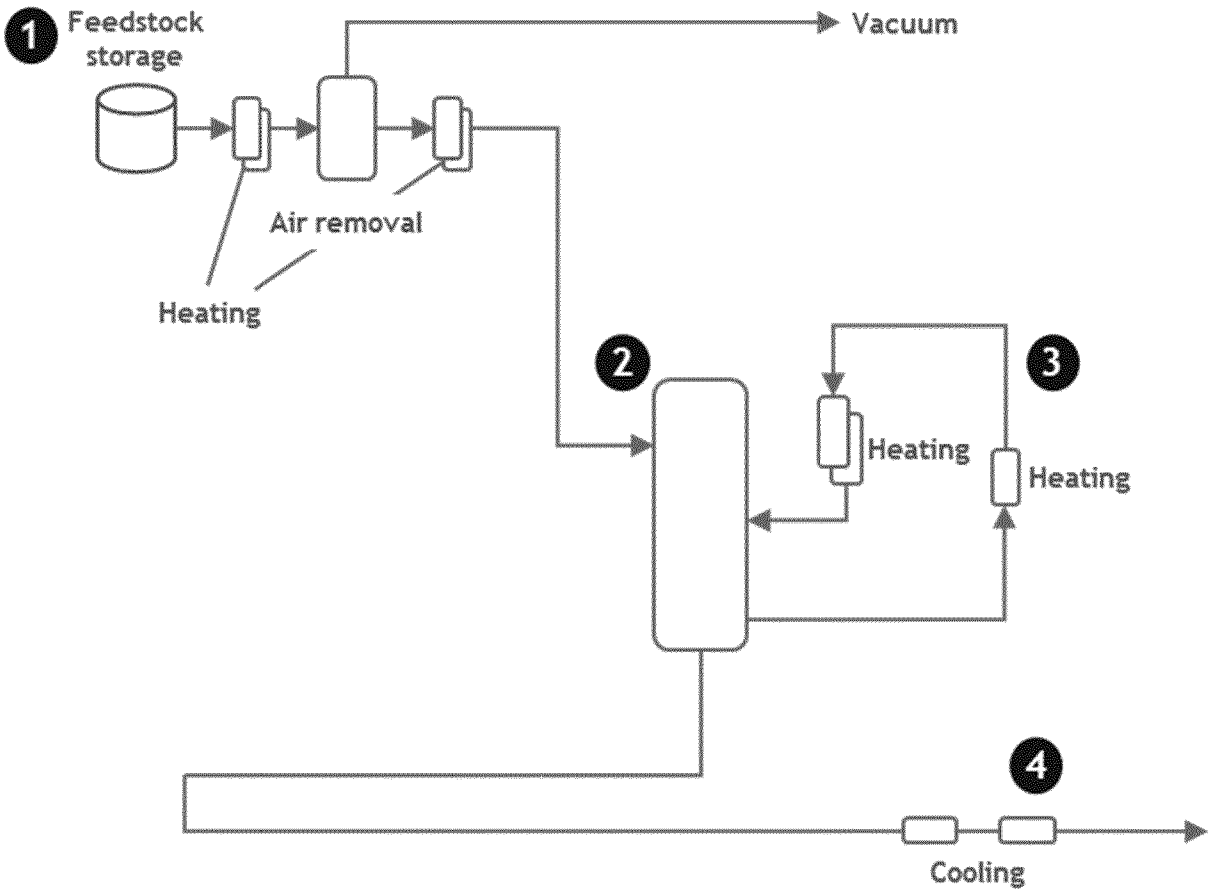 1
Feedstock
storage
Vacuum
Air removal
Heating
2
3
Heating
Heating
4
Cooling